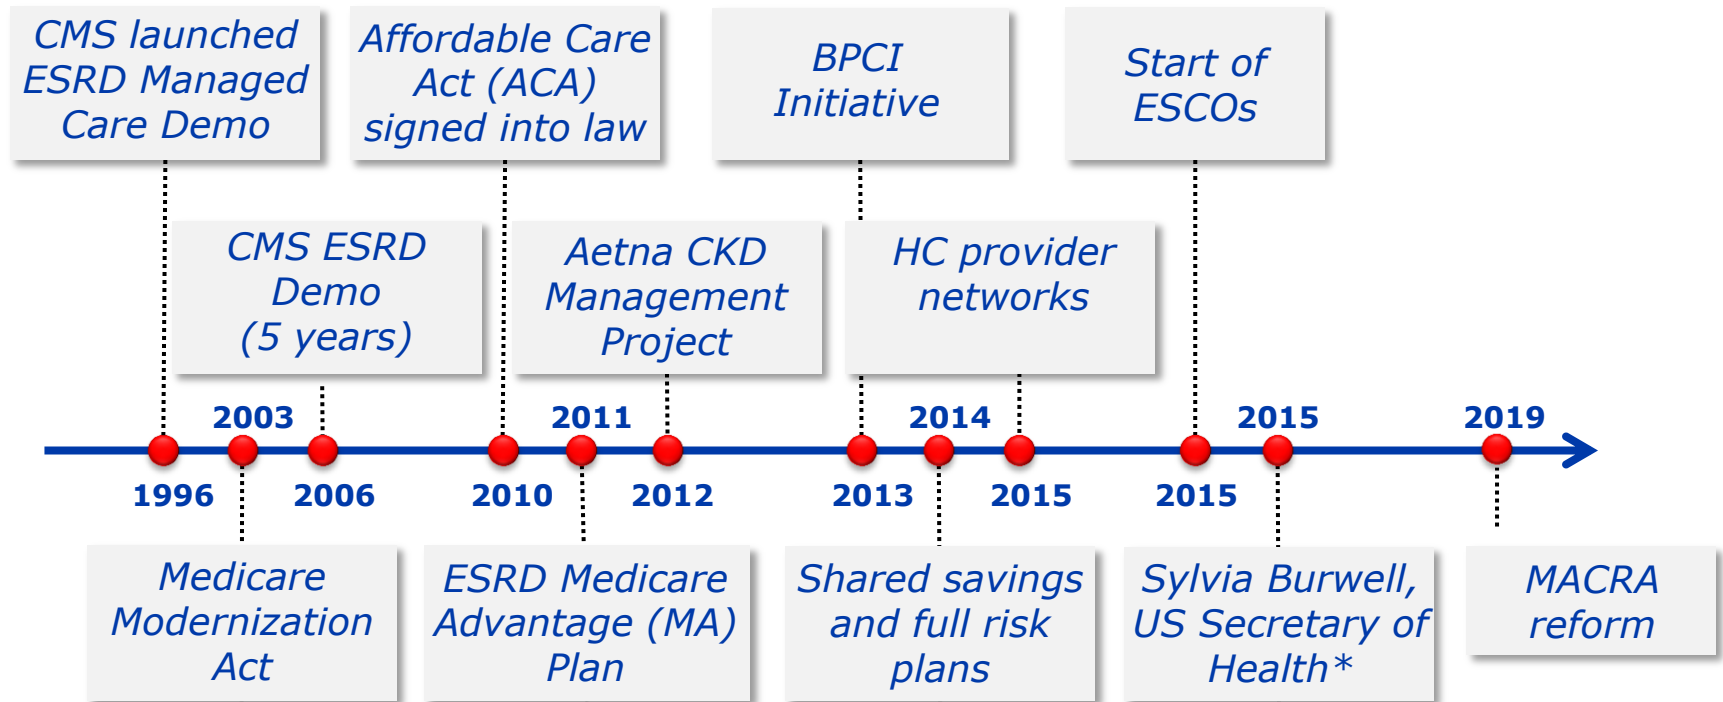 CMS launched
ESRD Managed
Care Demo
Affordable Care
Act (ACA)
signed into law
BPCI
Initiative
Start of
ESCOs
CMS ESRD
Demo
(5 years)
Aetna CKD
Management
Project
HC provider
networks
2003
2011
2014
2015
2019
1996
2006
2010
2012
2013
2015
2015
Medicare
Modernization
Act
ESRD Medicare
Advantage (MA)
Plan
Shared savings
and full risk
plans
Sylvia Burwell,
US Secretary of
Health*
MACRA
reform